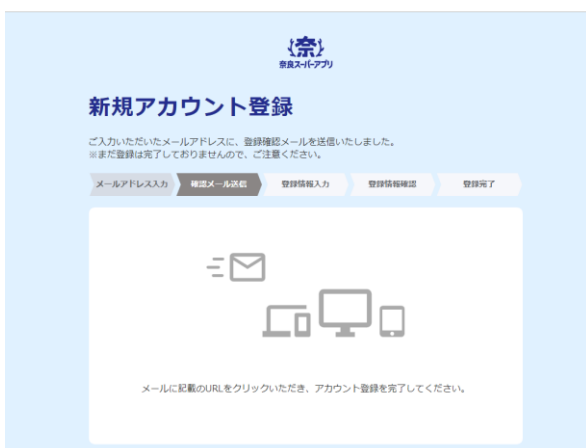 奈
奈良スーパーアプリ
新規アカウント登録
ご入力いただいたメールアドレスに、登録確認メールを送信いたしました。
※まだ登録は完了しておりませんので、ご注意ください。
メールアドレス入力 確認メール送信 登録情報入力 登録情報確認 登録完了
メールに記載のURLをクリックいただき、アカウント登録を完了してください。